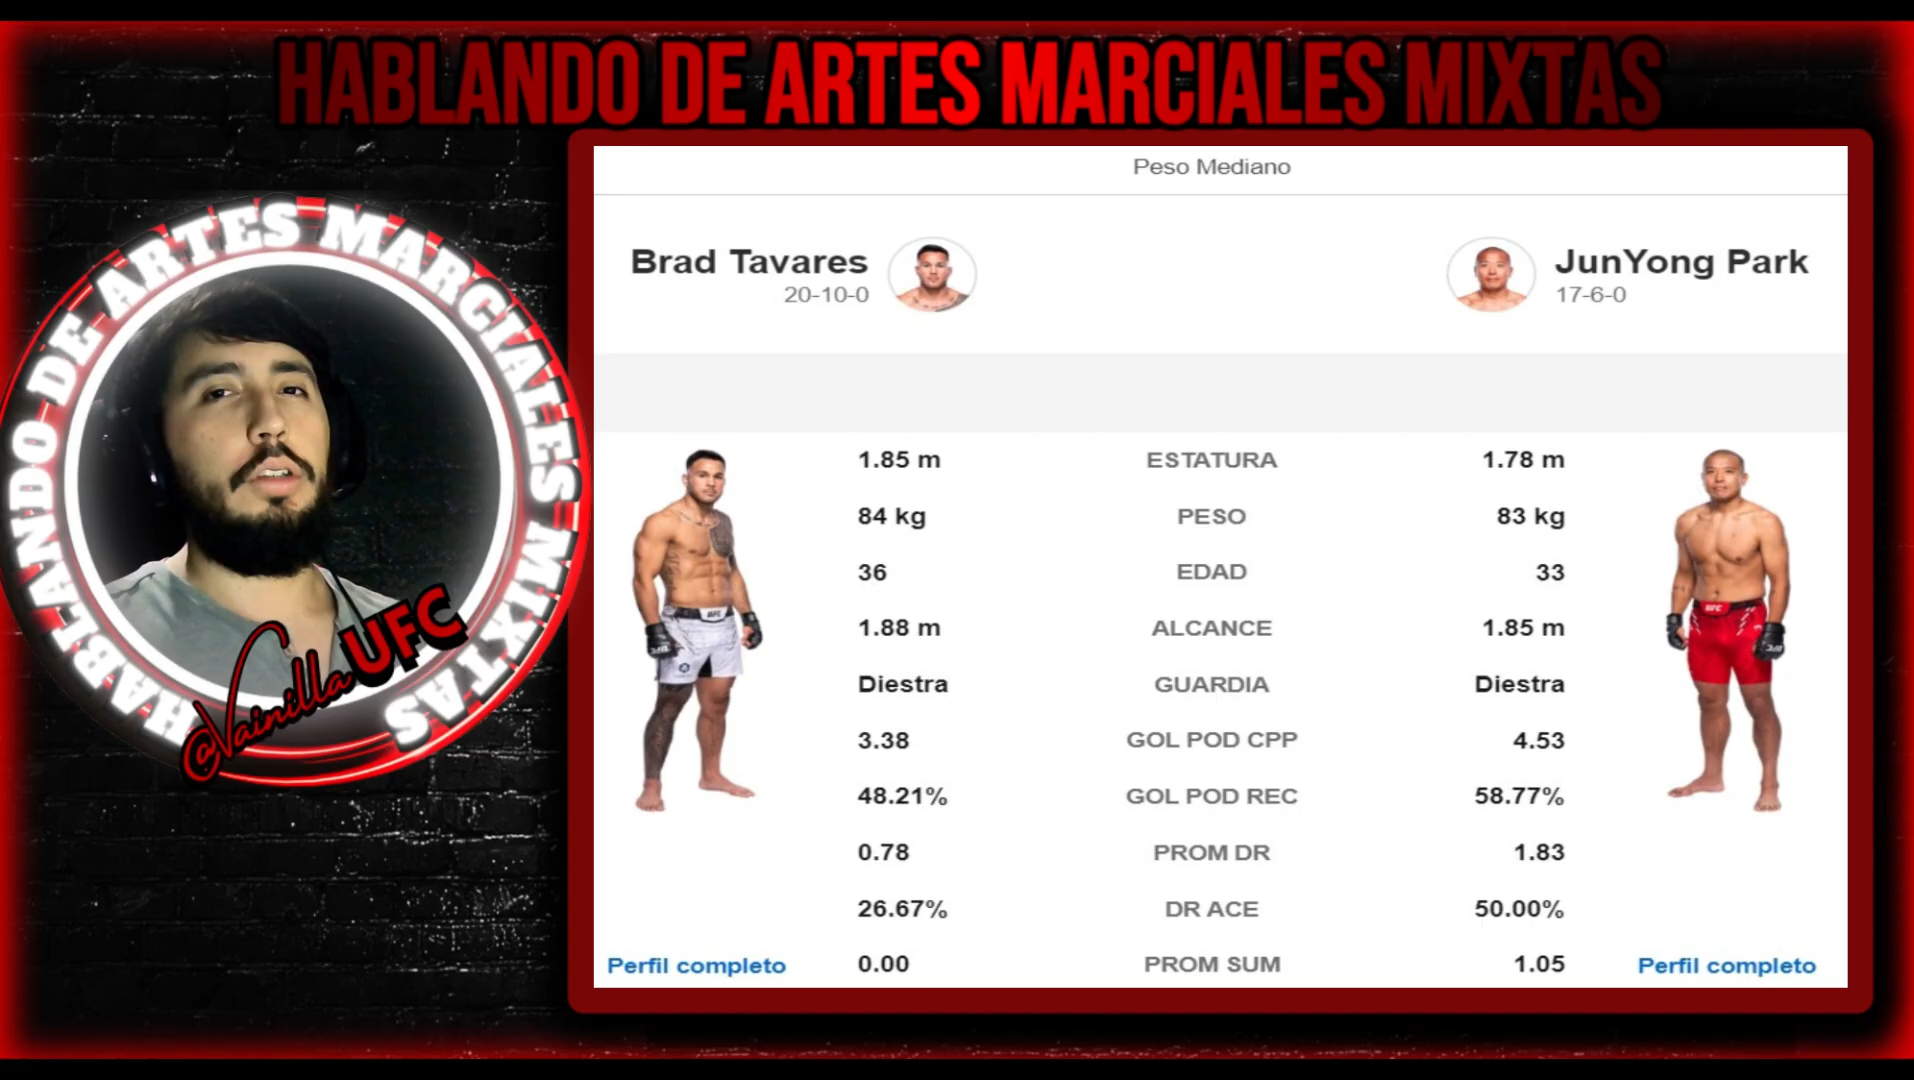 HABLANDO DE ARTES MARCIALES MIXTAS
HABLANDO DE ARTES MARCIALES MIXTAS
@Vainilla UFC
Peso Mediano
Brad Tavares
20-10-0
JunYong Park
17-6-0
1.85 m ESTATURA 1.78 m
84 kg PESO 83 kg
36 EDAD 33
1.88 m ALCANCE 1.85 m
Diestra GUARDIA Diestra
3.38 GOL POD CPP 4.53
48.21% GOL POD REC 58.77%
0.78 PROM DR 1.83
26.67% DR ACE 50.00%
Perfil completo 0.00 PROM SUM 1.05 Perfil completo